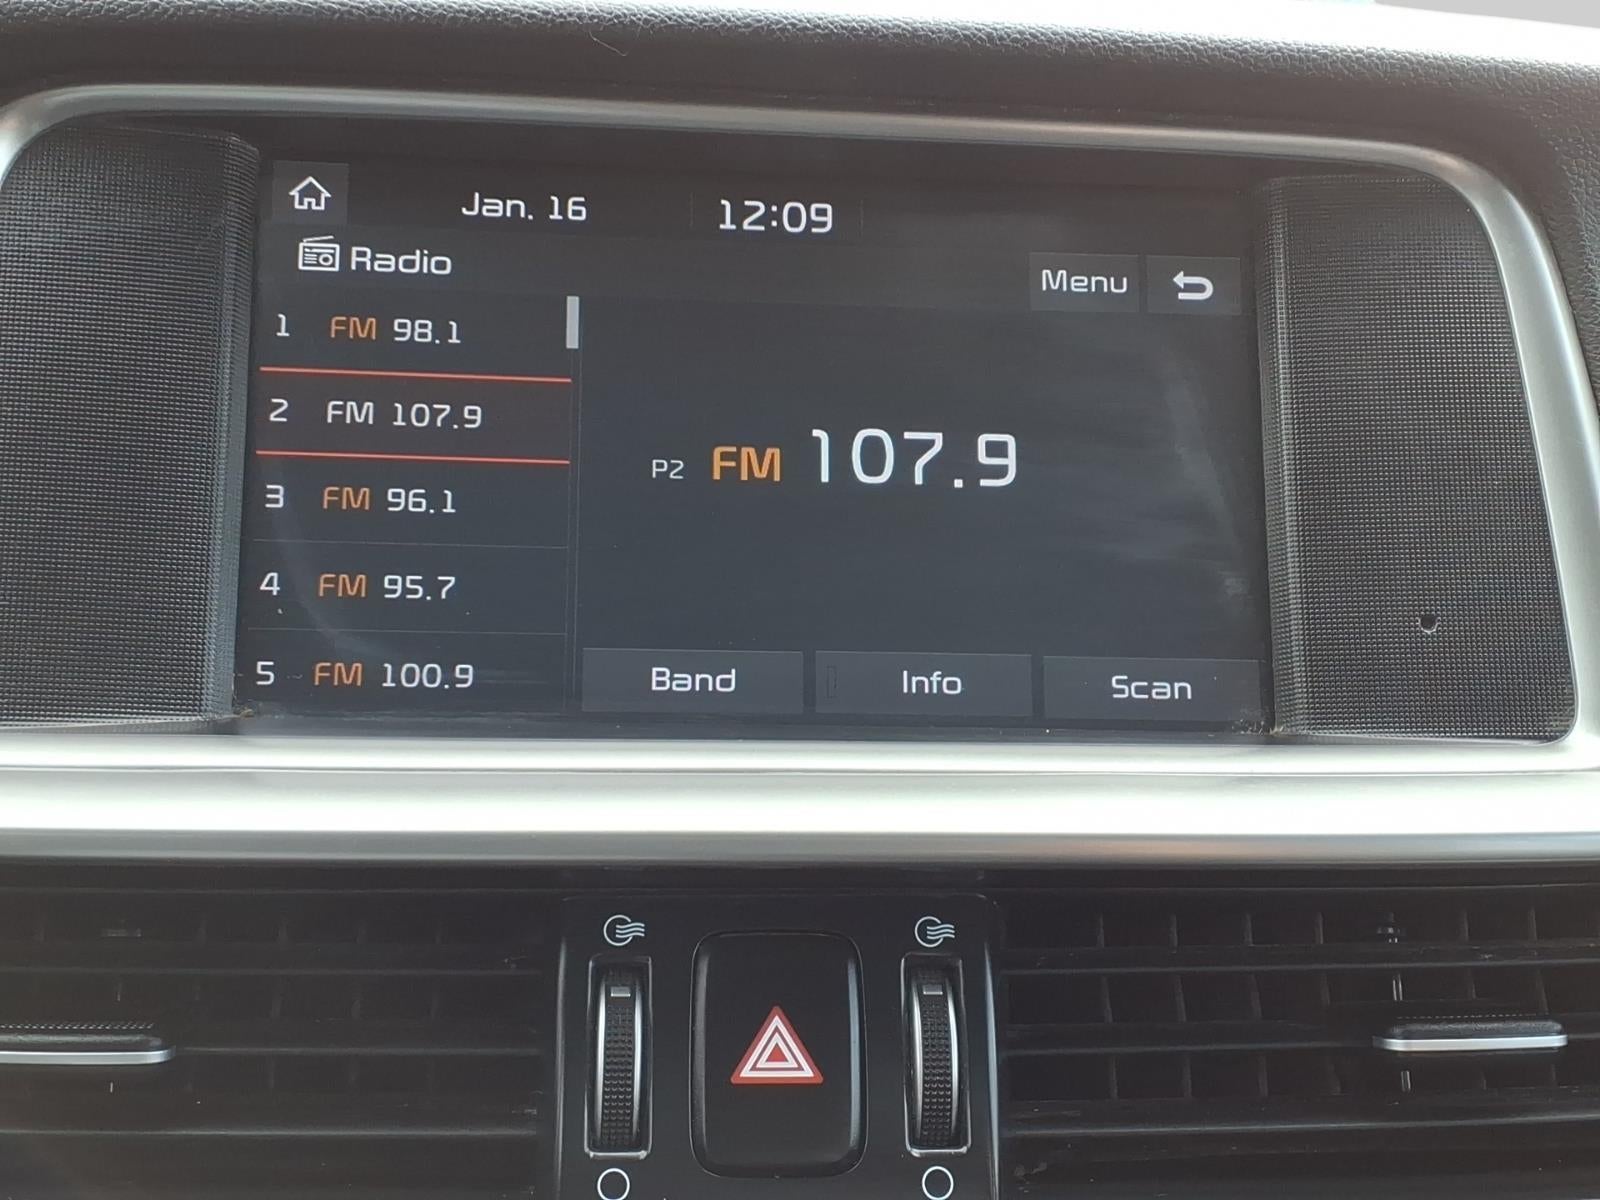 Jan. 16 12:09
Radio
Menu
1 FM 98.1
2 FM 107.9
3 FM 96.1
4 FM 95.7
5 FM 100.9
P2 FM 107.9
Band Info Scan